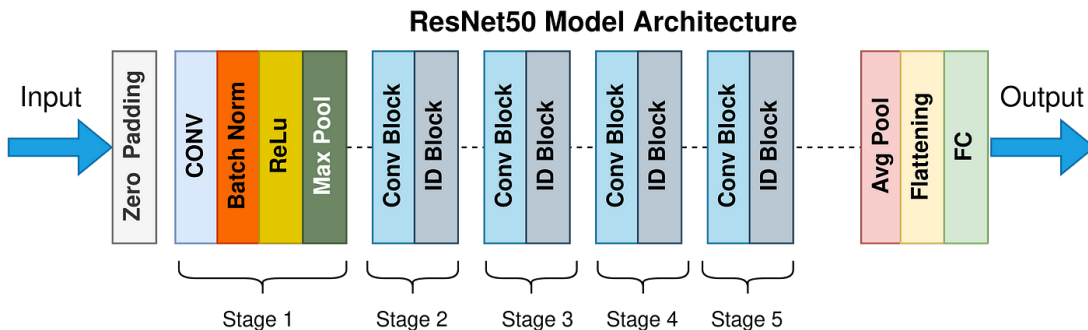 ResNet50 Model Architecture
Input
Zero Padding
CONV
Batch Norm
ReLu
Max Pool
Conv Block
ID Block
Conv Block
ID Block
Conv Block
ID Block
Conv Block
ID Block
Avg Pool
Flattening
FC
Output
Stage 1
Stage 2
Stage 3
Stage 4
Stage 5